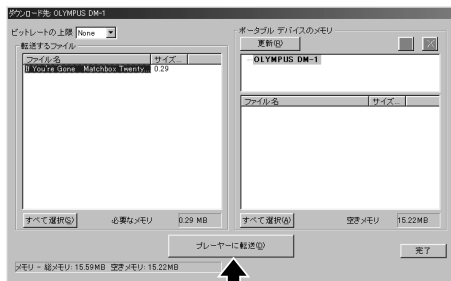 ダウンロード先: OLYMPUS DM-1
ビットレートの上限 None
転送するファイル
ファイル名 サイズ...
If You're Gone Matchbox Twenty... 0.29
すべて選択(S) 必要なメモリ 0.29 MB
ポータブル デバイスのメモリ
更新(R)
OLYMPUS DM-1
ファイル名 サイズ...
すべて選択(A) 空きメモリ 15.22MB
プレーヤーに転送(D)
完了
メモリ - 総メモリ: 15.59MB 空きメモリ: 15.22MB